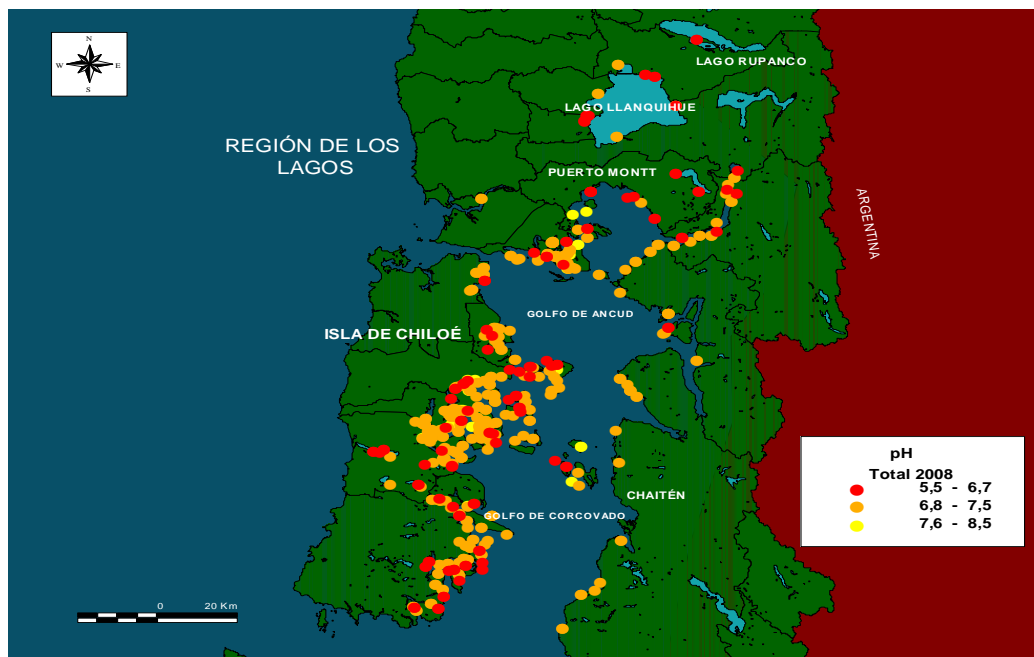 N
W E
S
LAGO RUPANCO
LAGO LLANQUIHUE
REGIÓN DE LOS
LAGOS
PUERTO MONTT
ARGENTINA
GOLFO DE ANCUD
ISLA DE CHILOÉ
CHAITÉN
GOLFO DE CORCOVADO
pH
Total 2008
5,5 - 6,7
6,8 - 7,5
7,6 - 8,5
0 20 Km